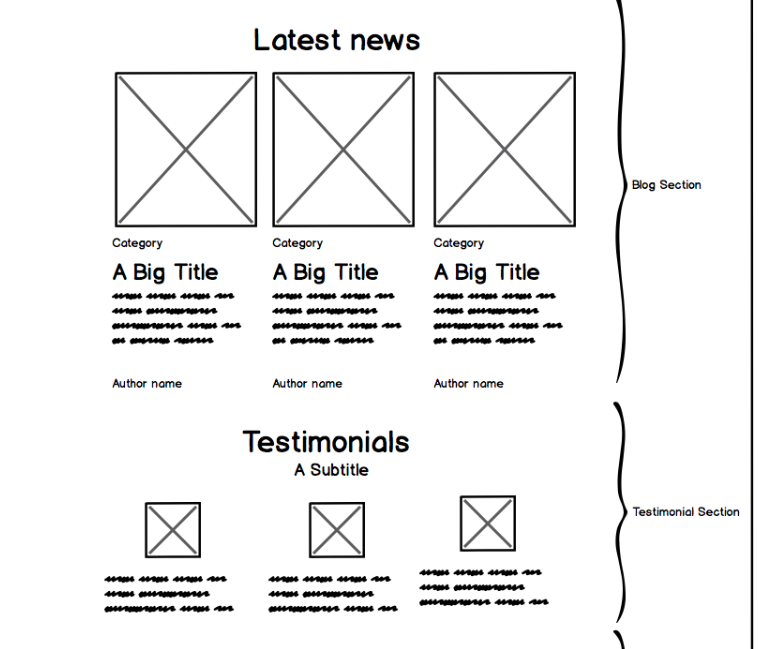 Latest news
Blog Section
Category
Category
Category
A Big Title
A Big Title
A Big Title
Author name
Author name
Author name
Testimonials
A Subtitle
Testimonial Section